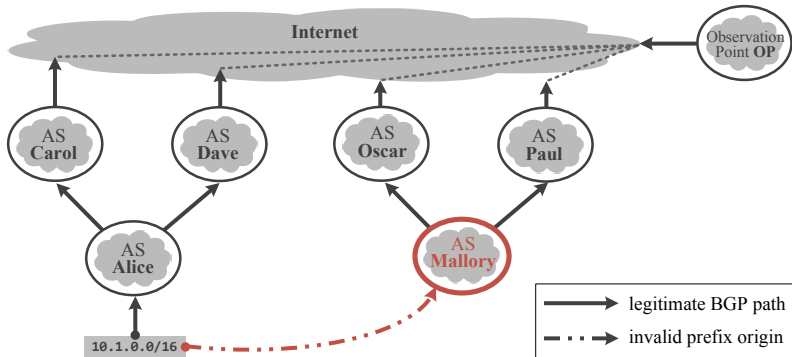 Internet
Observation
Point OP
AS
Carol
AS
Dave
AS
Oscar
AS
Paul
AS
Alice
AS
Mallory
10.1.0.0/16
legitimate BGP path
invalid prefix origin